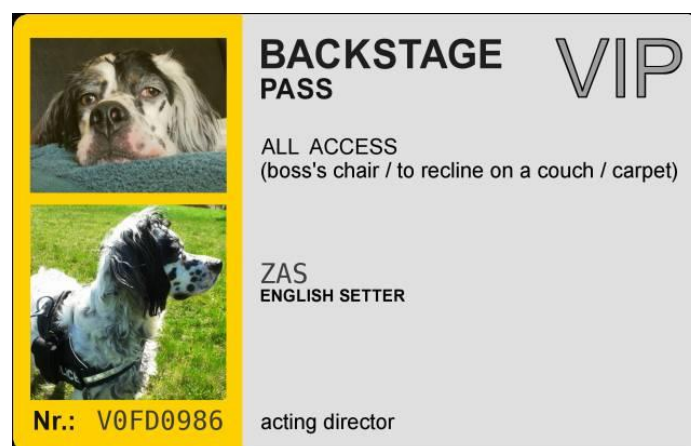 BACKSTAGE VIP
PASS
ALL ACCESS
(boss's chair / to recline on a couch / carpet)
ZAS
ENGLISH SETTER
Nr.: V0FD0986
acting director